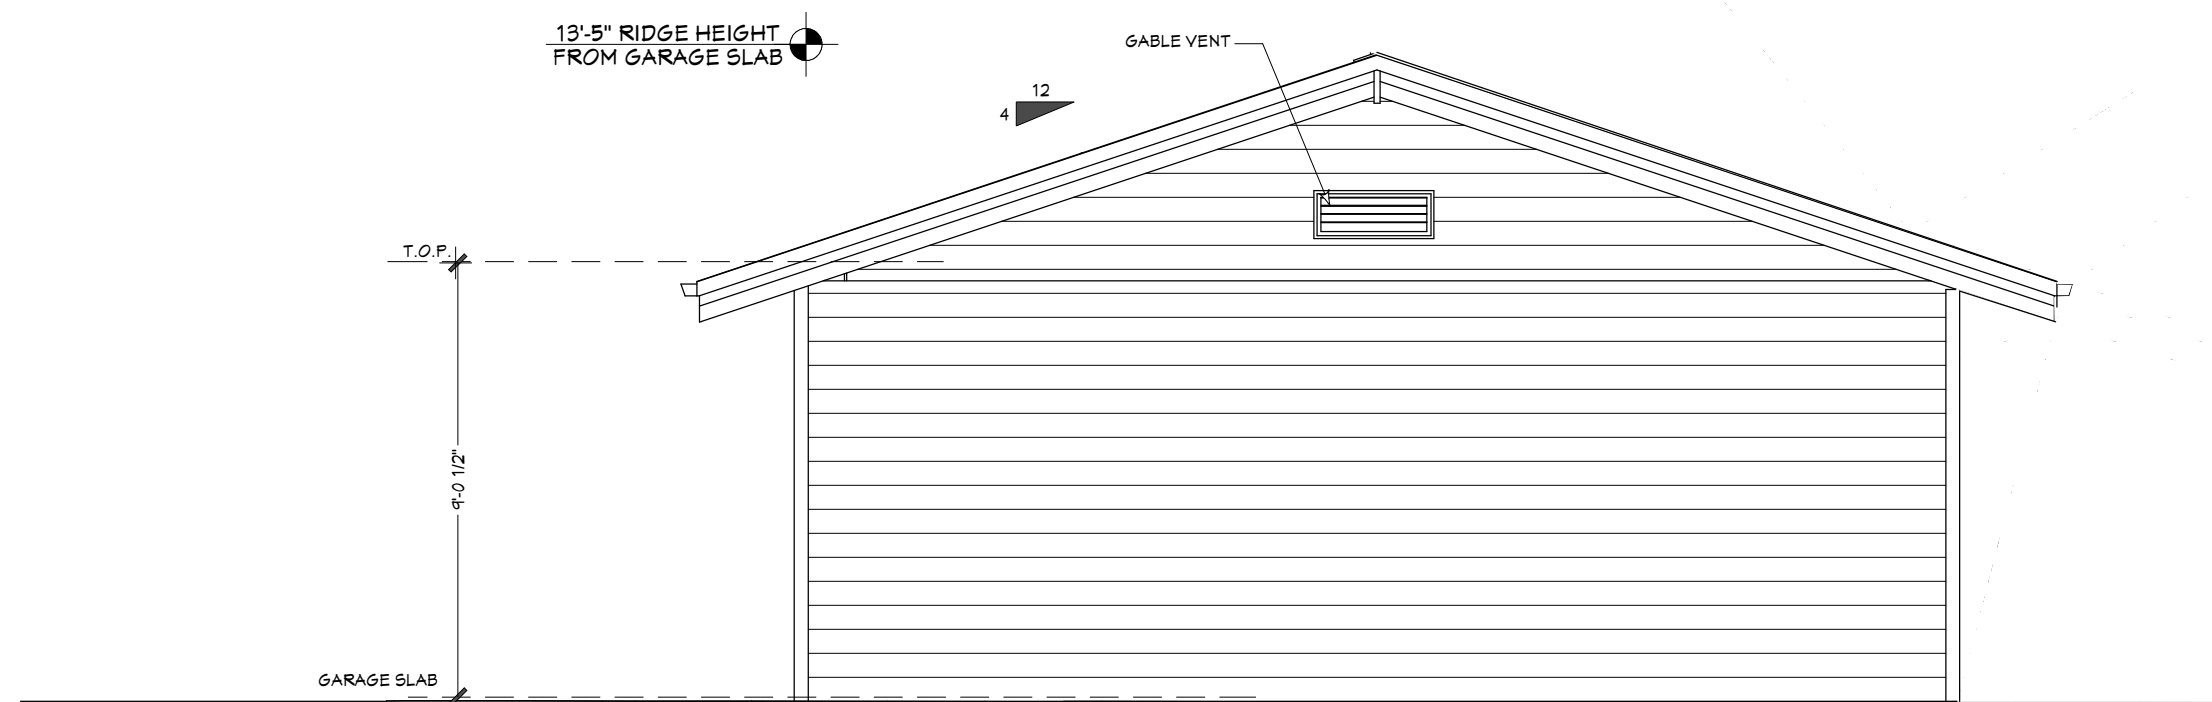 13'-5" RIDGE HEIGHT
FROM GARAGE SLAB
GABLE VENT
12
4
T.O.P.
9'-0 1/2"
GARAGE SLAB